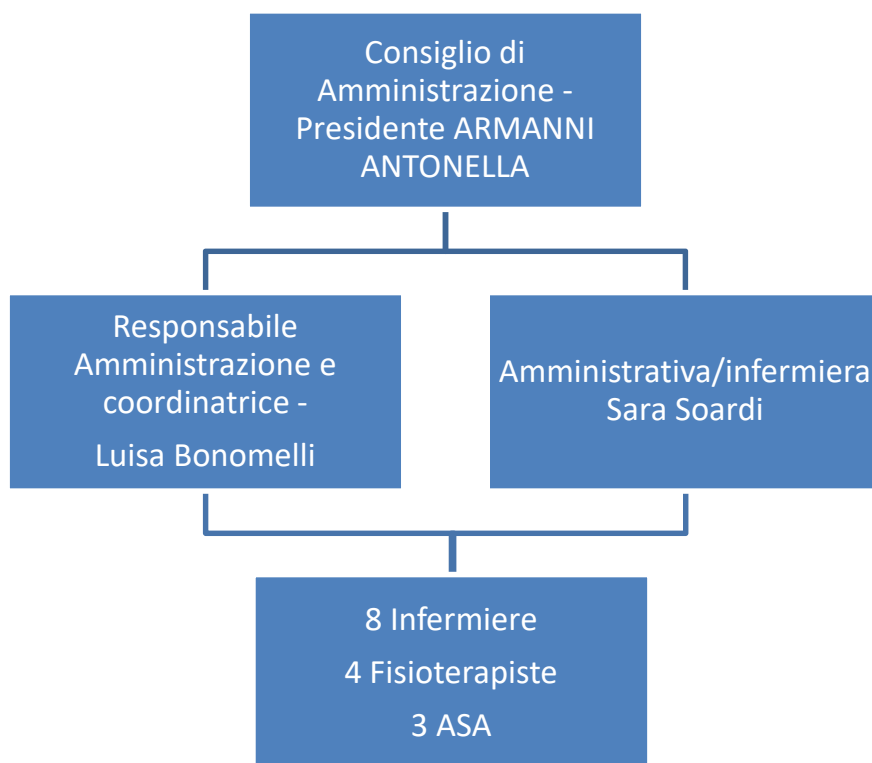 Consiglio di
Amministrazione -
Presidente ARMANNI
ANTONELLA
Responsabile
Amministrazione e
coordinatrice -
Luisa Bonomelli
Amministrativa/infermiera
Sara Soardi
8 Infermiere
4 Fisioterapiste
3 ASA